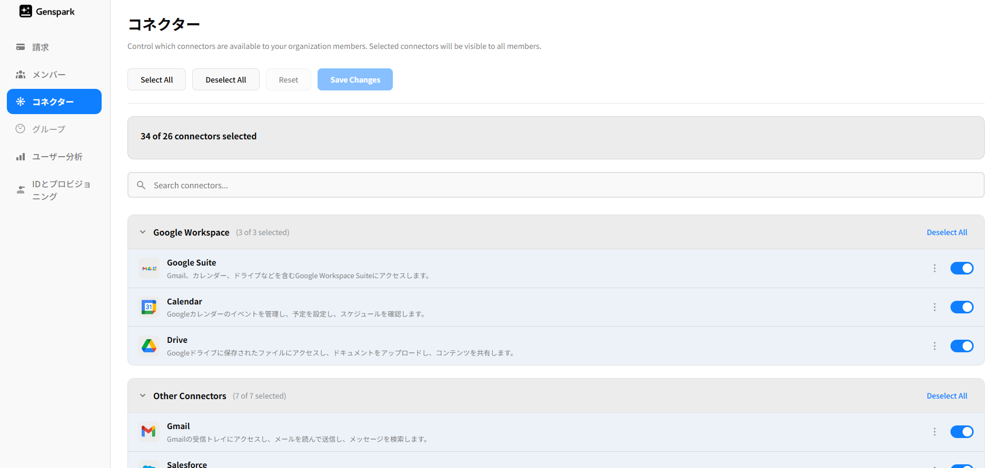 Genspark
請求
メンバー
コネクター
グループ
ユーザー分析
IDとプロビジョ
ニング
コネクター
Control which connectors are available to your organization members. Selected connectors will be visible to all members.
Select All
Deselect All
Reset
Save Changes
34 of 26 connectors selected
Search connectors...
Google Workspace (3 of 3 selected)
Deselect All
Google Suite
Gmail、カレンダー、ドライブなどを含むGoogle Workspace Suiteにアクセスします。
31
Calendar
Googleカレンダーのイベントを管理し、予定を設定し、スケジュールを確認します。
Drive
Googleドライブに保存されたファイルにアクセスし、ドキュメントをアップロードし、コンテンツを共有します。
Other Connectors (7 of 7 selected)
Deselect All
Gmail
Gmailの受信トレイにアクセスし、メールを読んで送信し、メッセージを検索します。
Salesforce